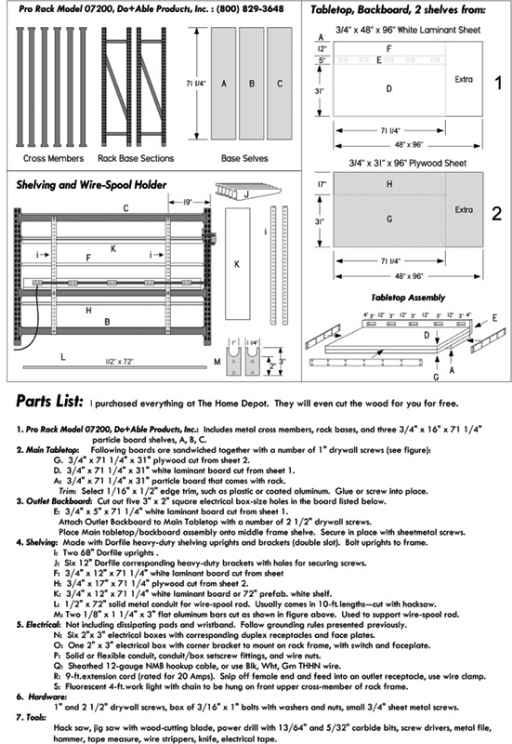 Pro Rack Model 07200, Do+Able Products, Inc. : (800) 829-3648
71 1/4"
A
B
C
Cross Members
Rack Base Sections
Base Selves
Tabletop, Backboard, 2 shelves from:
3/4" x 48" x 96" White Laminant Sheet
A
12"
F
5"
E
31"
D
Extra
1
71 1/4"
48" x 96"
3/4" x 31" x 96" Plywood Sheet
17"
H
31"
G
Extra
2
71 1/4"
48" x 96"
Shelving and Wire-Spool Holder
19"
J
C
K
F
i
i
i
K
H
B
L
1/2" x 72"
M
1"
1 1/4"
2"
3"
Tabletop Assembly
4" 5" 12" 3" 12" 3" 12" 3" 12" 5" 4"
E
D
A
G
Parts List: I purchased everything at The Home Depot. They will even cut the wood for you for free.
1. Pro Rack Model 07200, Do+Able Products, Inc.: Includes metal cross members, rock bases, and three 3/4" x 16" x 71 1/4"
particle board shelves, A, B, C.
2. Main Tabletop: Following boards are sandwiched together with a number of 1" drywall screws (see figure):
G. 3/4" x 71 1/4" x 31" plywood cut from sheet 2.
D. 3/4" x 71 1/4" x 31" white laminant board cut from sheet 1.
A: 3/4" x 71 1/4" x 31" particle board that comes with rack.
Trim: Select 1/16" x 1/2" edge trim, such as plastic or coated aluminum. Glue or screw into place.
3. Outlet Backboard: Cut out five 3" x 2" square electrical box-size holes in the board listed below.
E: 3/4" x 5" x 71 1/4" white laminant board cut from sheet 1.
Attach Outlet Backboard to Main Tabletop with a number of 2 1/2" drywall screws.
Place Main tabletop/backboard assembly onto middle frame shelve. Secure in place with sheetmetal screws.
4. Shelving: Made with Dorfile heavy-duty shelving uprights and brackets (double slot). Bolt uprights to frame.
I: Two 68" Dorfile uprights .
J: Six 12" Dorfile corresponding heavy-duty brackets with holes for securing screws.
F: 3/4" x 12" x 71 1/4" white laminant board cut from sheet
H: 3/4" x 17" x 71 1/4" plywood cut from sheet 2.
K: 3/4" x 12" x 71 1/4" white laminant board or 72" prefab. white shelf.
L: 1/2" x 72" solid metal conduit for wire-spool rod. Usually comes in 10-ft. lengths—cut with hacksaw.
M: Two 1/8" x 1 1/4" x 3" flat aluminum bars cut as shown in figure above. Used to support wire-spool rod.
5. Electrical: Not including dissipating pads and wristband. Follow grounding rules presented previously.
N: Six 2"x 3" electrical boxes with corresponding duplex receptacles and face plates.
O: One 2" x 3" electrical box with corner bracket to mount on rack frame, with switch and faceplate.
P: Solid or flexible conduit, conduit/box setscrew fittings, and wire nuts.
Q: Sheathed 12-gauge NMB hookup cable, or use Blk, Wht, Grn THHN wire.
R: 9-ft.extension cord (rated for 20 Amps). Snip off female end and feed into an outlet receptacle, use wire clamp.
S: Fluorescent 4-ft.work light with chain to be hung on front upper cross-member of rack frame.
6. Hardware:
1" and 2 1/2" drywall screws, box of 3/16" x 1" bolts with washers and nuts, small 3/4" sheet metal screws.
7. Tools:
Hack saw, jig saw with wood-cutting blade, power drill with 13/64" and 5/32" carbide bits, screw drivers, metal file,
hammer, tape measure, wire strippers, knife, electrical tape.